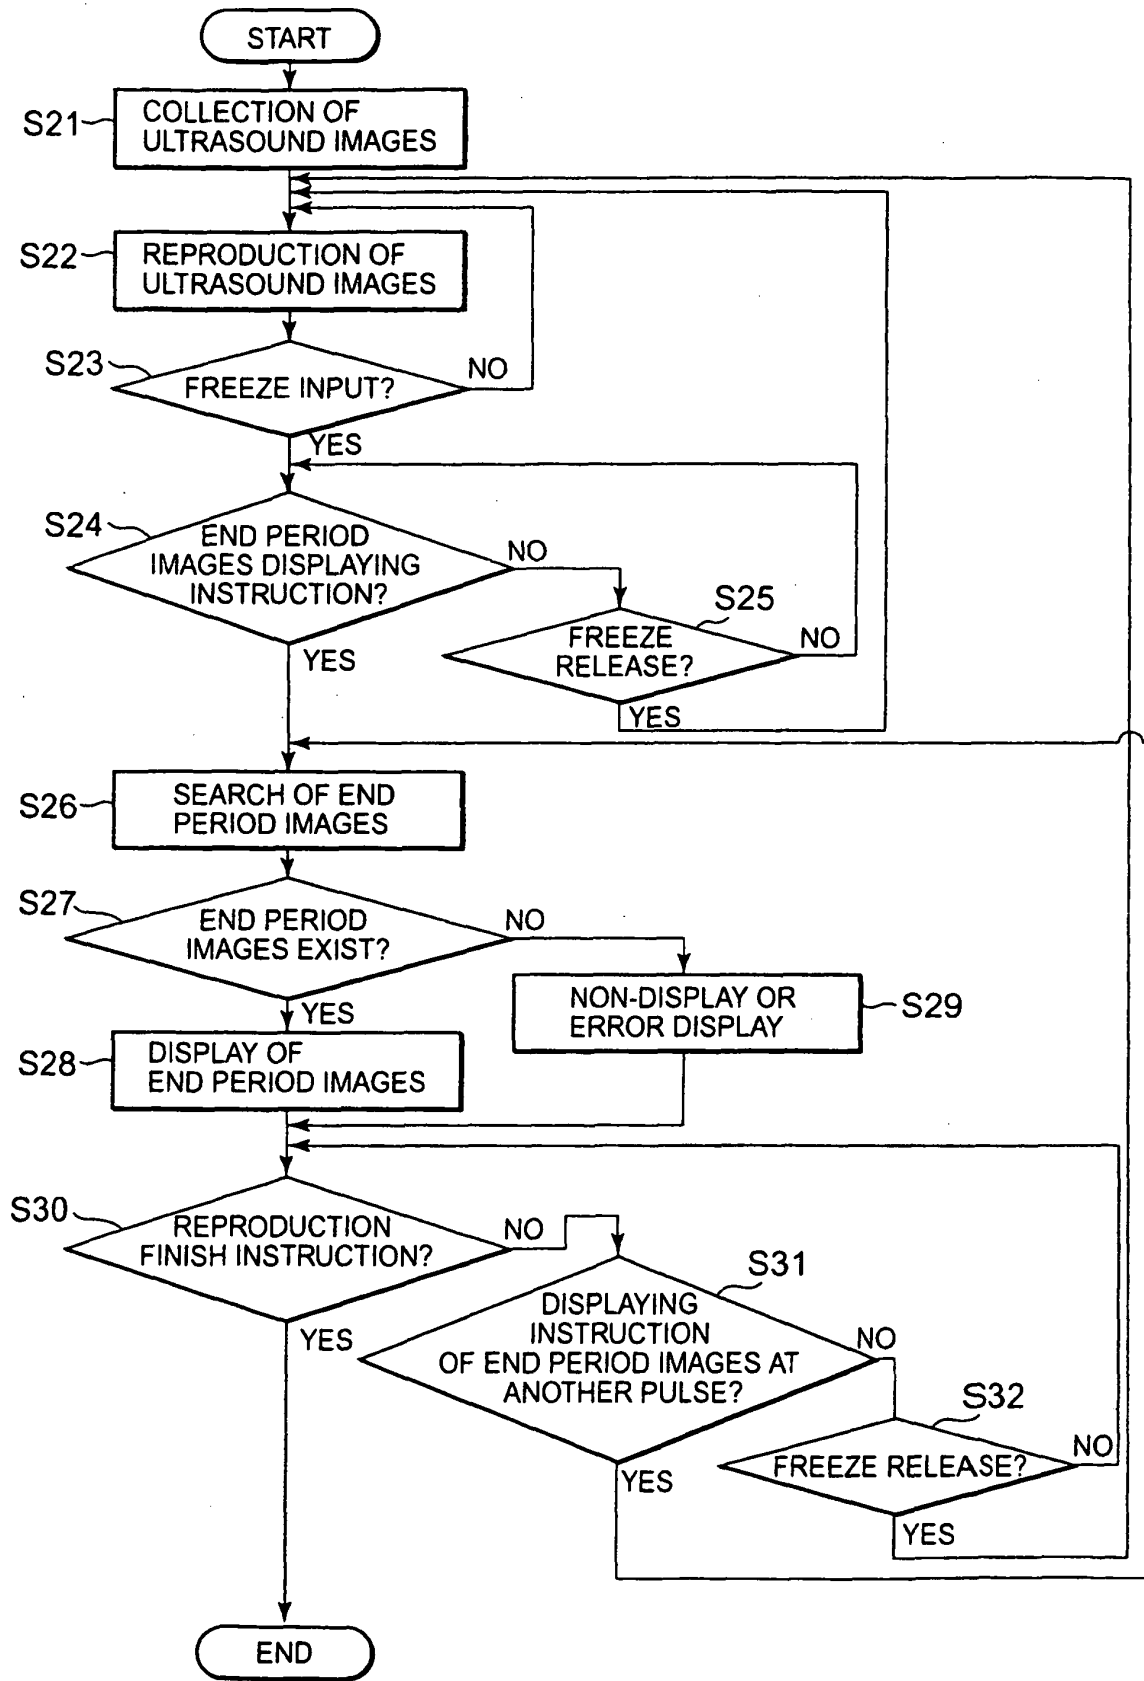 START
S21
COLLECTION OF
ULTRASOUND IMAGES
S22
REPRODUCTION OF
ULTRASOUND IMAGES
S23
FREEZE INPUT?
NO
YES
S24
END PERIOD
IMAGES DISPLAYING
INSTRUCTION?
NO
YES
S25
FREEZE
RELEASE?
NO
YES
S26
SEARCH OF END
PERIOD IMAGES
S27
END PERIOD
IMAGES EXIST?
NO
YES
S28
DISPLAY OF
END PERIOD IMAGES
NON-DISPLAY OR
ERROR DISPLAY
S29
S30
REPRODUCTION
FINISH INSTRUCTION?
NO
YES
S31
DISPLAYING
INSTRUCTION
OF END PERIOD IMAGES AT
ANOTHER PULSE?
NO
YES
S32
FREEZE RELEASE?
NO
YES
END